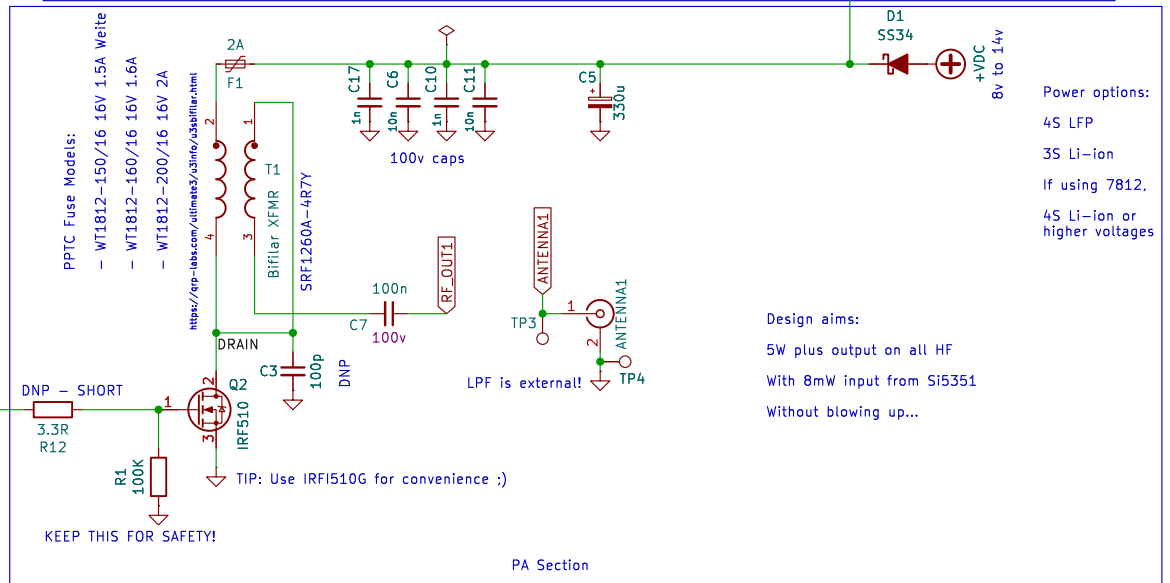 D1
SS34
+VDC
8v to 14v
2A
F1
C17
1n
C6
10n
C10
1n
C11
10n
C5
+
330u
100v caps
Power options:
4S LFP
3S Li-ion
If using 7812,
4S Li-ion or
higher voltages
PPTC Fuse Models:
- WT1812-150/16 16V 1.5A Weite
- WT1812-160/16 16V 1.6A
- WT1812-200/16 16V 2A
https://qrp-labs.com/ultimate3/u3info/u3sbifilar.html
2
1
4
3
T1
Bifilar XFMR
SRF1260A-4R7Y
RF_OUT1
100n
C7
100v
ANTENNA1
TP3
1
2
ANTENNA1
TP4
LPF is external!
Design aims:
5W plus output on all HF
With 8mW input from Si5351
Without blowing up...
DRAIN
C3
100p
DNP
DNP - SHORT
3.3R
R12
1
2
3
Q2
IRF510
R1
100K
TIP: Use IRFI510G for convenience ;)
KEEP THIS FOR SAFETY!
PA Section